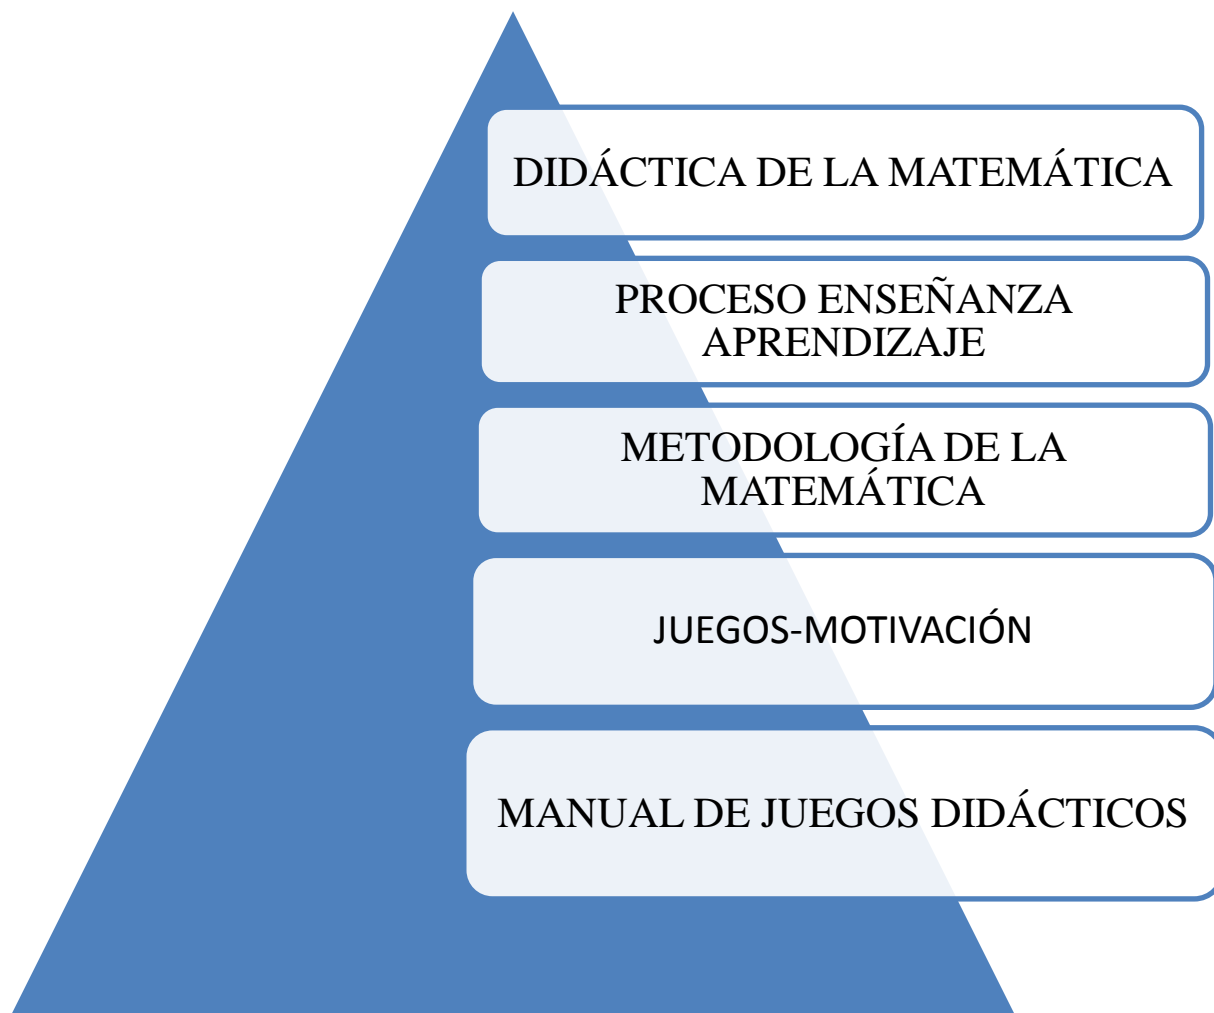 DIDÁCTICA DE LA MATEMÁTICA
PROCESO ENSEÑANZA
APRENDIZAJE
METODOLOGÍA DE LA
MATEMÁTICA
JUEGOS-MOTIVACIÓN
MANUAL DE JUEGOS DIDÁCTICOS